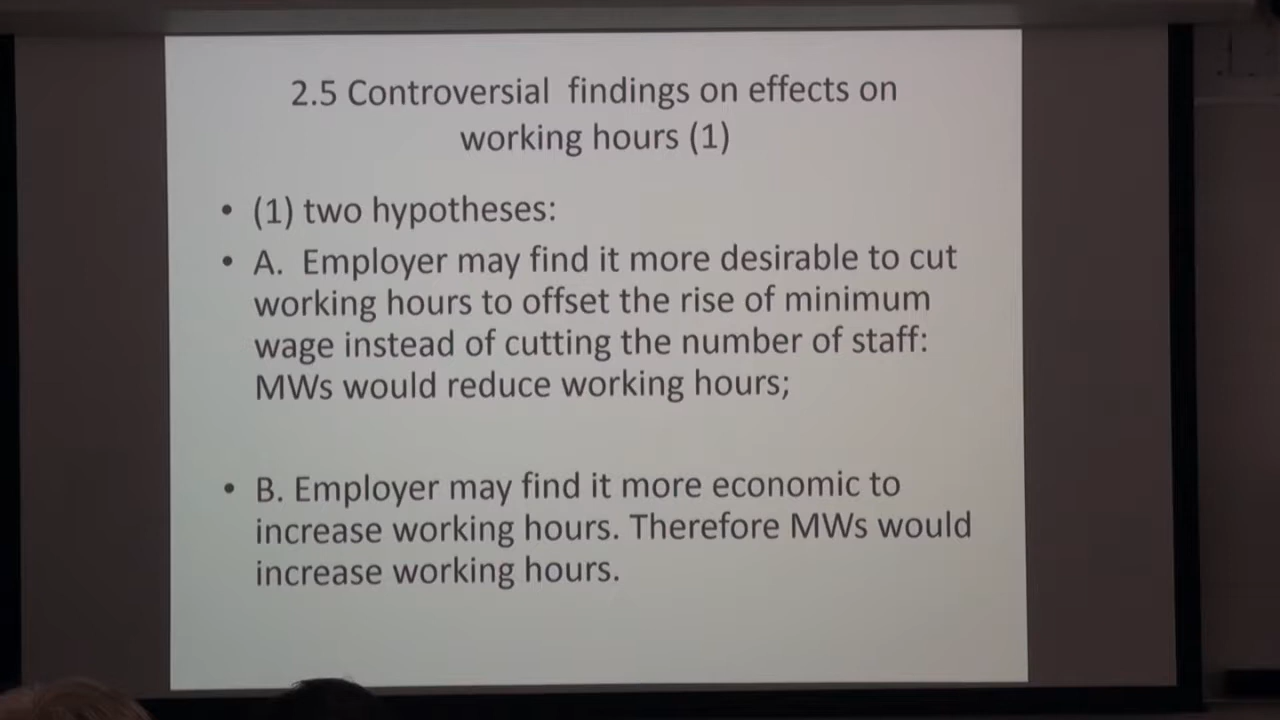 2.5 Controversial  findings on effects on
working hours (1)
• (1) two hypotheses:
• A.  Employer may find it more desirable to cut
working hours to offset the rise of minimum
wage instead of cutting the number of staff:
MWs would reduce working hours;
• B. Employer may find it more economic to
increase working hours. Therefore MWs would
increase working hours.